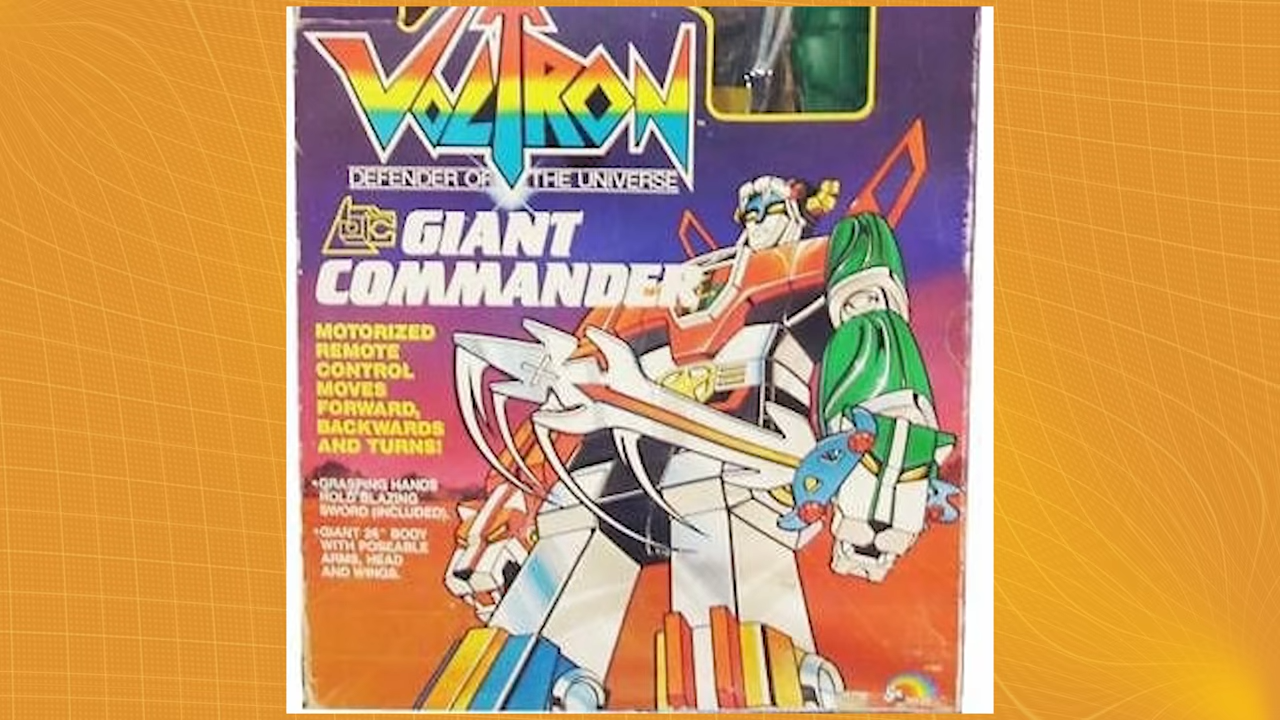 VOLTRON
DEFENDER OF THE UNIVERSE
GIANT
COMMANDER
MOTORIZED
REMOTE
CONTROL
MOVES
FORWARD,
BACKWARDS
AND TURNS!
•GRASPING HANDS
HOLD BLAZING
SWORD (INCLUDED).
•GIANT 26" BODY
WITH POSEABLE
ARMS, HEAD
AND WINGS.